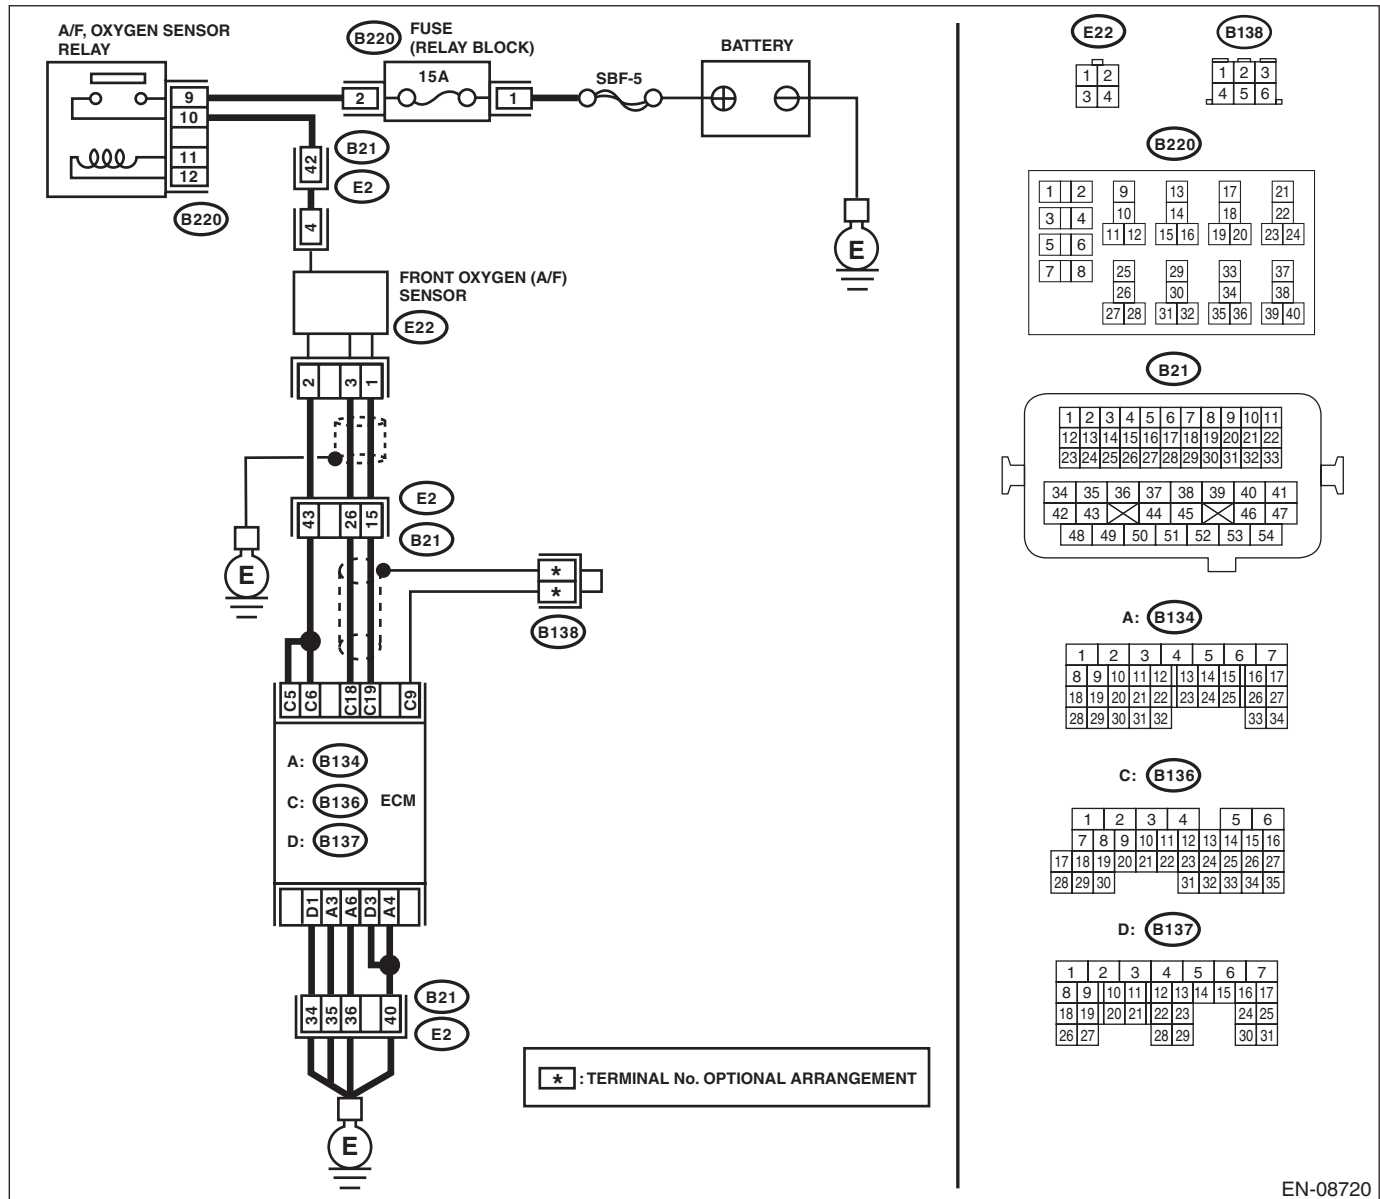 A/F, OXYGEN SENSOR
RELAY
B220
FUSE
(RELAY BLOCK)
15A
BATTERY
SBF-5
9
10
11
12
2
1
B220
42
B21
E2
4
E
FRONT OXYGEN (A/F)
SENSOR
E22
2 3 1
E
E2
43 26 15
B21
*
*
B138
C5 C6 C18 C19 C9
A: B134
C: B136 ECM
D: B137
D1 A3 A6 D3 A4
B21
34 35 36 40
E2
E
* : TERMINAL No. OPTIONAL ARRANGEMENT
E22
1 2
3 4
B138
1 2 3
4 5 6
B220
1 2 9 13 17 21
3 4 10 14 18 22
5 6 11 12 15 16 19 20 23 24
7 8 25 29 33 37
26 30 34 38
27 28 31 32 35 36 39 40
B21
1 2 3 4 5 6 7 8 9 10 11
12 13 14 15 16 17 18 19 20 21 22
23 24 25 26 27 28 29 30 31 32 33
34 35 36 37 38 39 40 41
42 43 44 45 46 47
48 49 50 51 52 53 54
A: B134
1 2 3 4 5 6 7
8 9 10 11 12 13 14 15 16 17
18 19 20 21 22 23 24 25 26 27
28 29 30 31 32 33 34
C: B136
1 2 3 4 5 6
7 8 9 10 11 12 13 14 15 16
17 18 19 20 21 22 23 24 25 26 27
28 29 30 31 32 33 34 35
D: B137
1 2 3 4 5 6 7
8 9 10 11 12 13 14 15 16 17
18 19 20 21 22 23 24 25
26 27 28 29 30 31
EN-08720